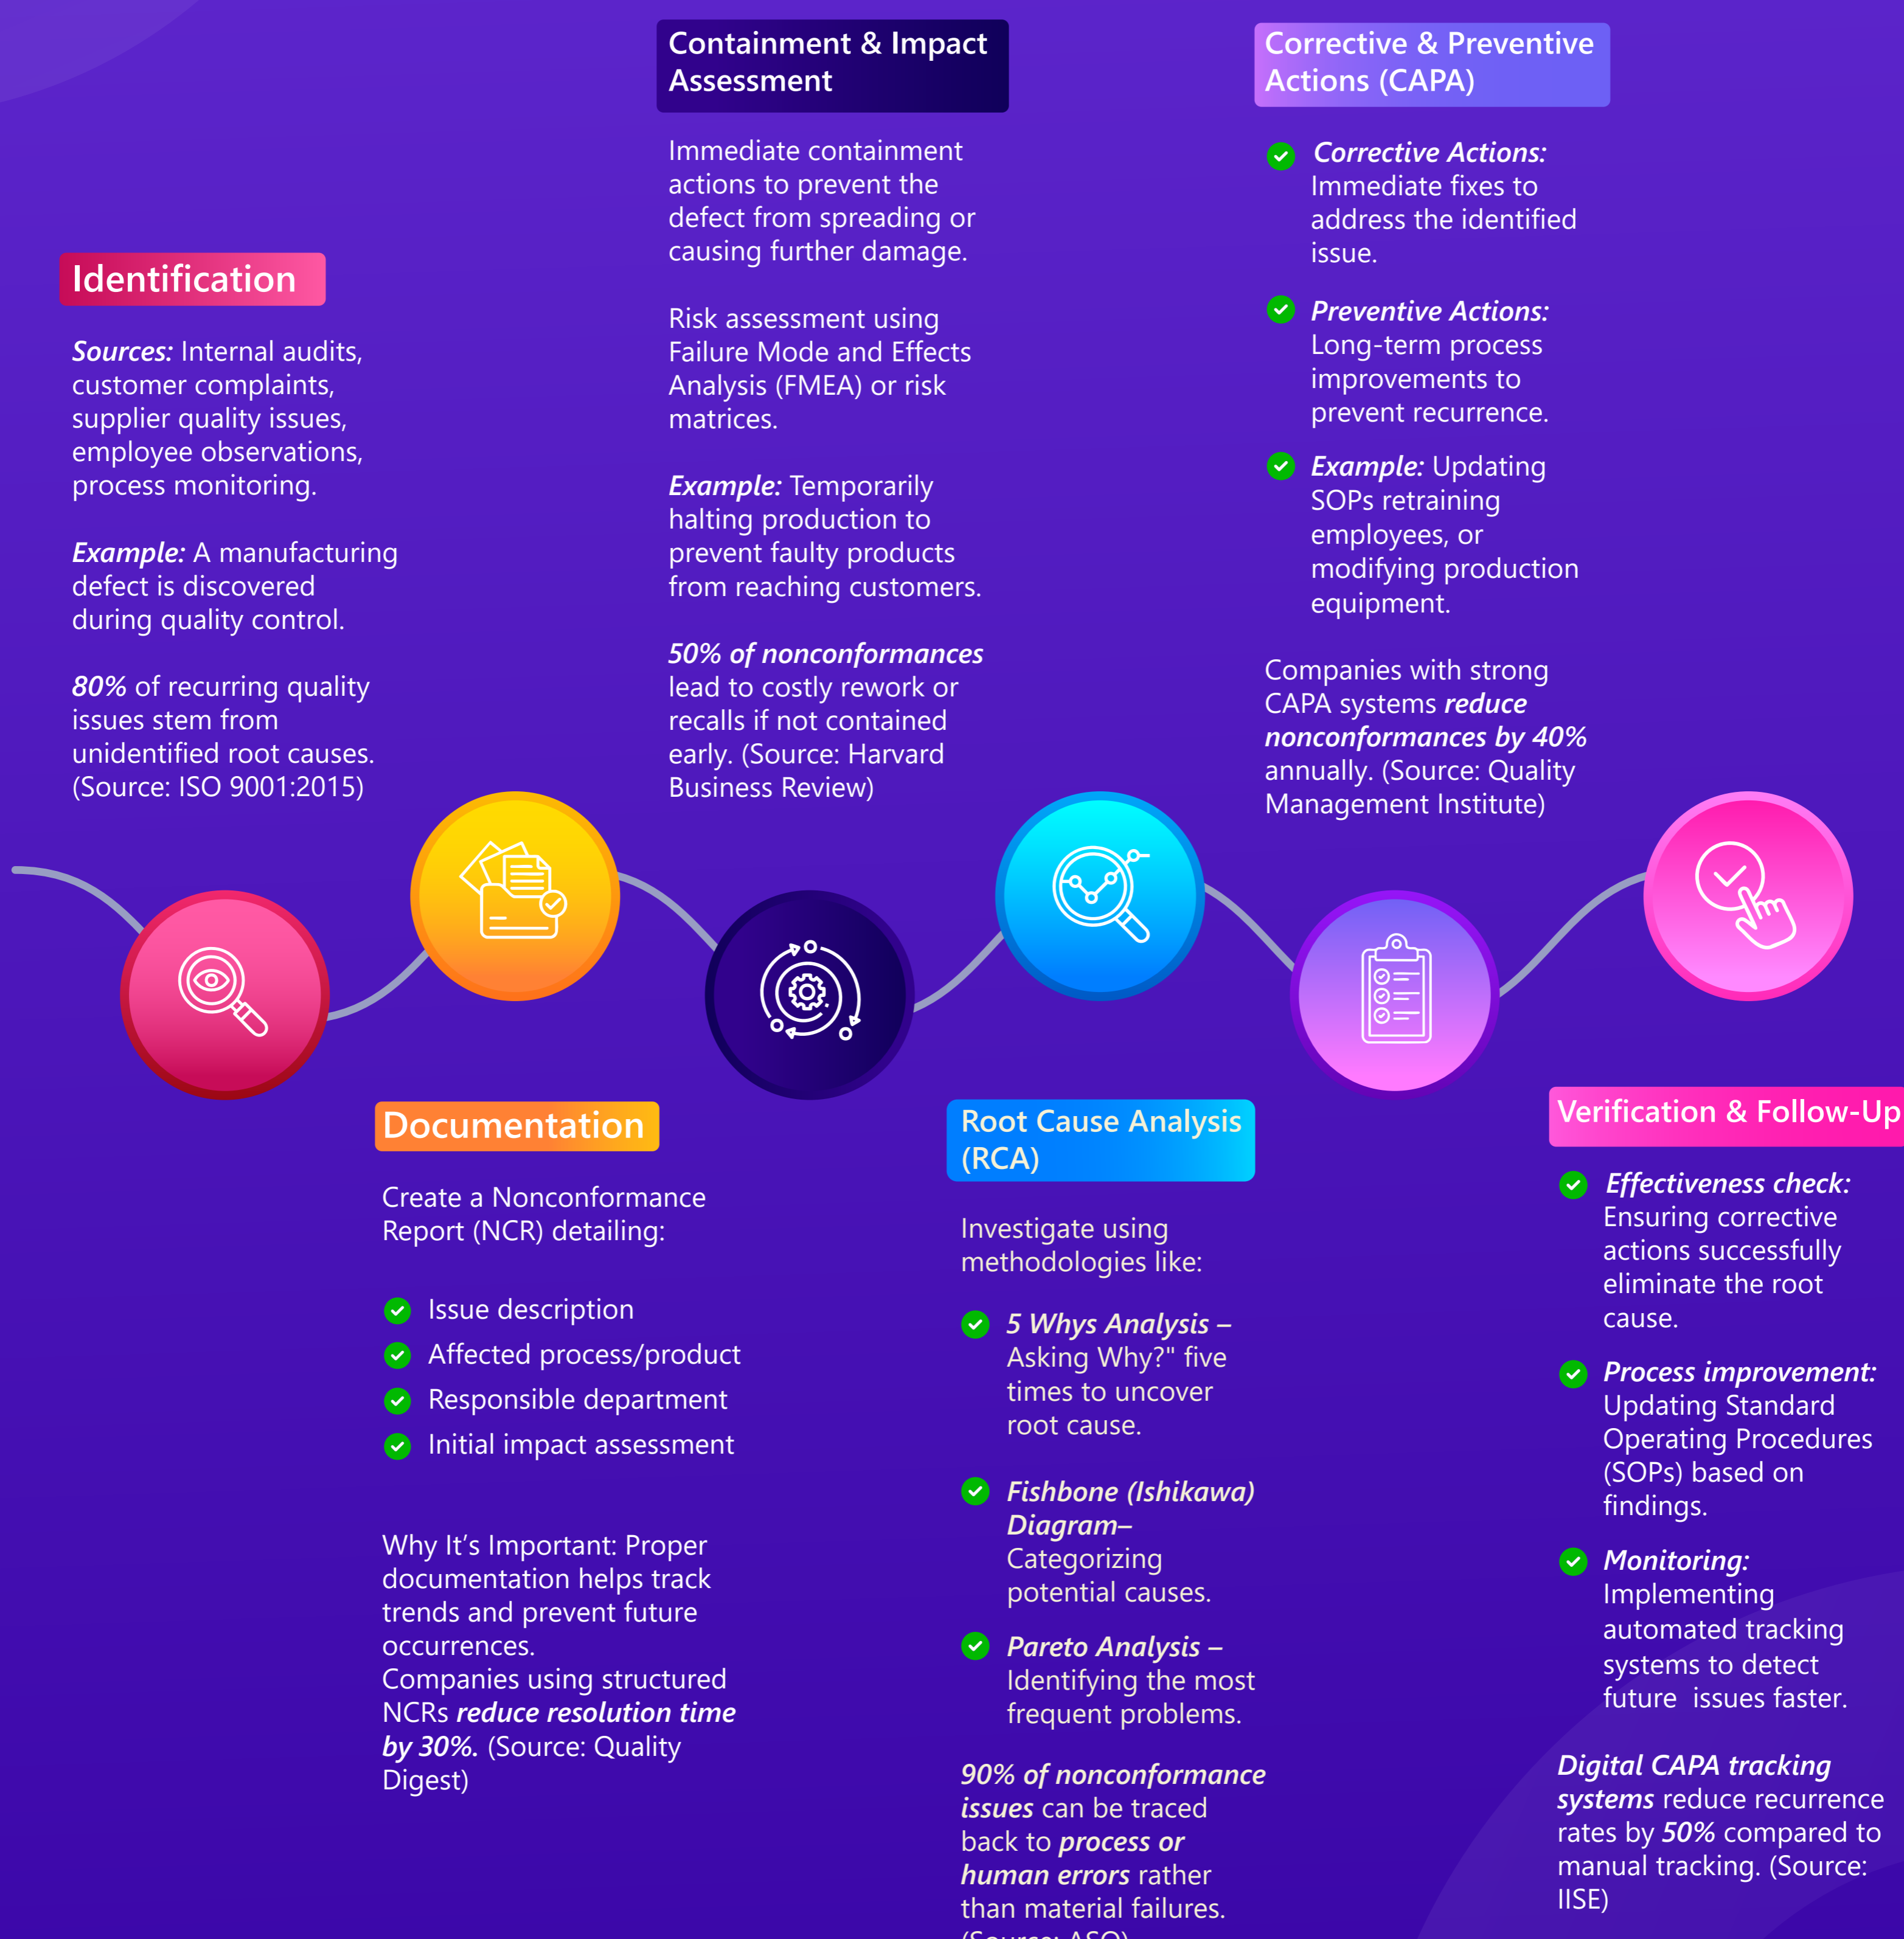 Identification
Sources: Internal audits,
customer complaints,
supplier quality issues,
employee observations,
process monitoring.
Example: A manufacturing
defect is discovered
during quality control.
80% of recurring quality
issues stem from
unidentified root causes.
(Source: ISO 9001:2015)
Documentation
Create a Nonconformance
Report (NCR) detailing:
Issue description
Affected process/product
Responsible department
Initial impact assessment
Why It’s Important: Proper
documentation helps track
trends and prevent future
occurrences.
Companies using structured
NCRs reduce resolution time
by 30%. (Source: Quality
Digest)
Containment & Impact
Assessment
Immediate containment
actions to prevent the
defect from spreading or
causing further damage.
Risk assessment using
Failure Mode and Effects
Analysis (FMEA) or risk
matrices.
Example: Temporarily
halting production to
prevent faulty products
from reaching customers.
50% of nonconformances
lead to costly rework or
recalls if not contained
early. (Source: Harvard
Business Review)
Root Cause Analysis
(RCA)
Investigate using
methodologies like:
5 Whys Analysis –
Asking Why?" five
times to uncover
root cause.
Fishbone (Ishikawa)
Diagram–
Categorizing
potential causes.
Pareto Analysis –
Identifying the most
frequent problems.
90% of nonconformance
issues can be traced
back to process or
human errors rather
than material failures.
(Source: ASQ)
Corrective & Preventive
Actions (CAPA)
Corrective Actions:
Immediate fixes to
address the identified
issue.
Preventive Actions:
Long-term process
improvements to
prevent recurrence.
Example: Updating
SOPs retraining
employees, or
modifying production
equipment.
Companies with strong
CAPA systems reduce
nonconformances by 40%
annually. (Source: Quality
Management Institute)
Verification & Follow-Up
Effectiveness check:
Ensuring corrective
actions successfully
eliminate the root
cause.
Process improvement:
Updating Standard
Operating Procedures
(SOPs) based on
findings.
Monitoring:
Implementing
automated tracking
systems to detect
future  issues faster.
Digital CAPA tracking
systems reduce recurrence
rates by 50% compared to
manual tracking. (Source:
IISE)